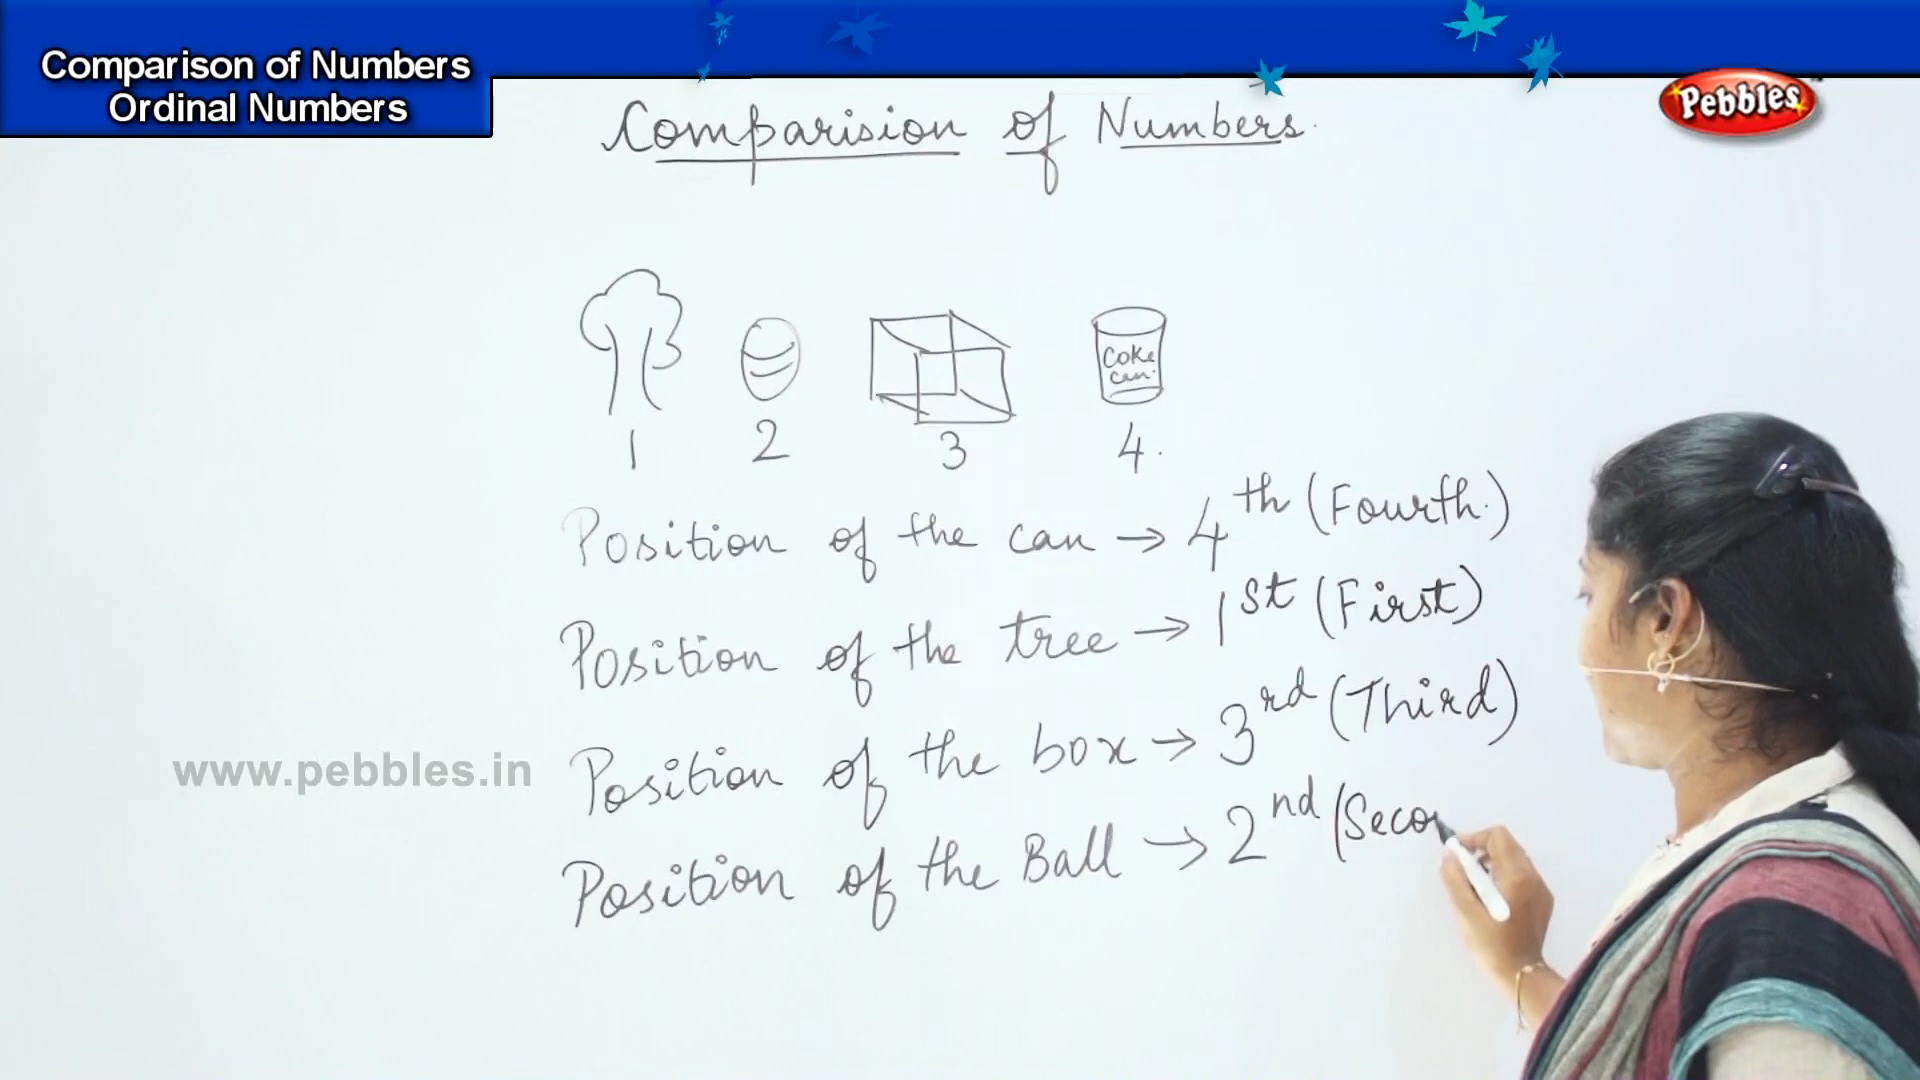 Comparison of Numbers
Ordinal Numbers
Pebbles
Comparision of Numbers.
Coke
can.
1 2 3 4.
Position of the can → 4th (Fourth.)
Position of the tree → 1st (First)
Position of the box → 3rd (Third)
www.pebbles.in
Position of the Ball → 2nd (Secon